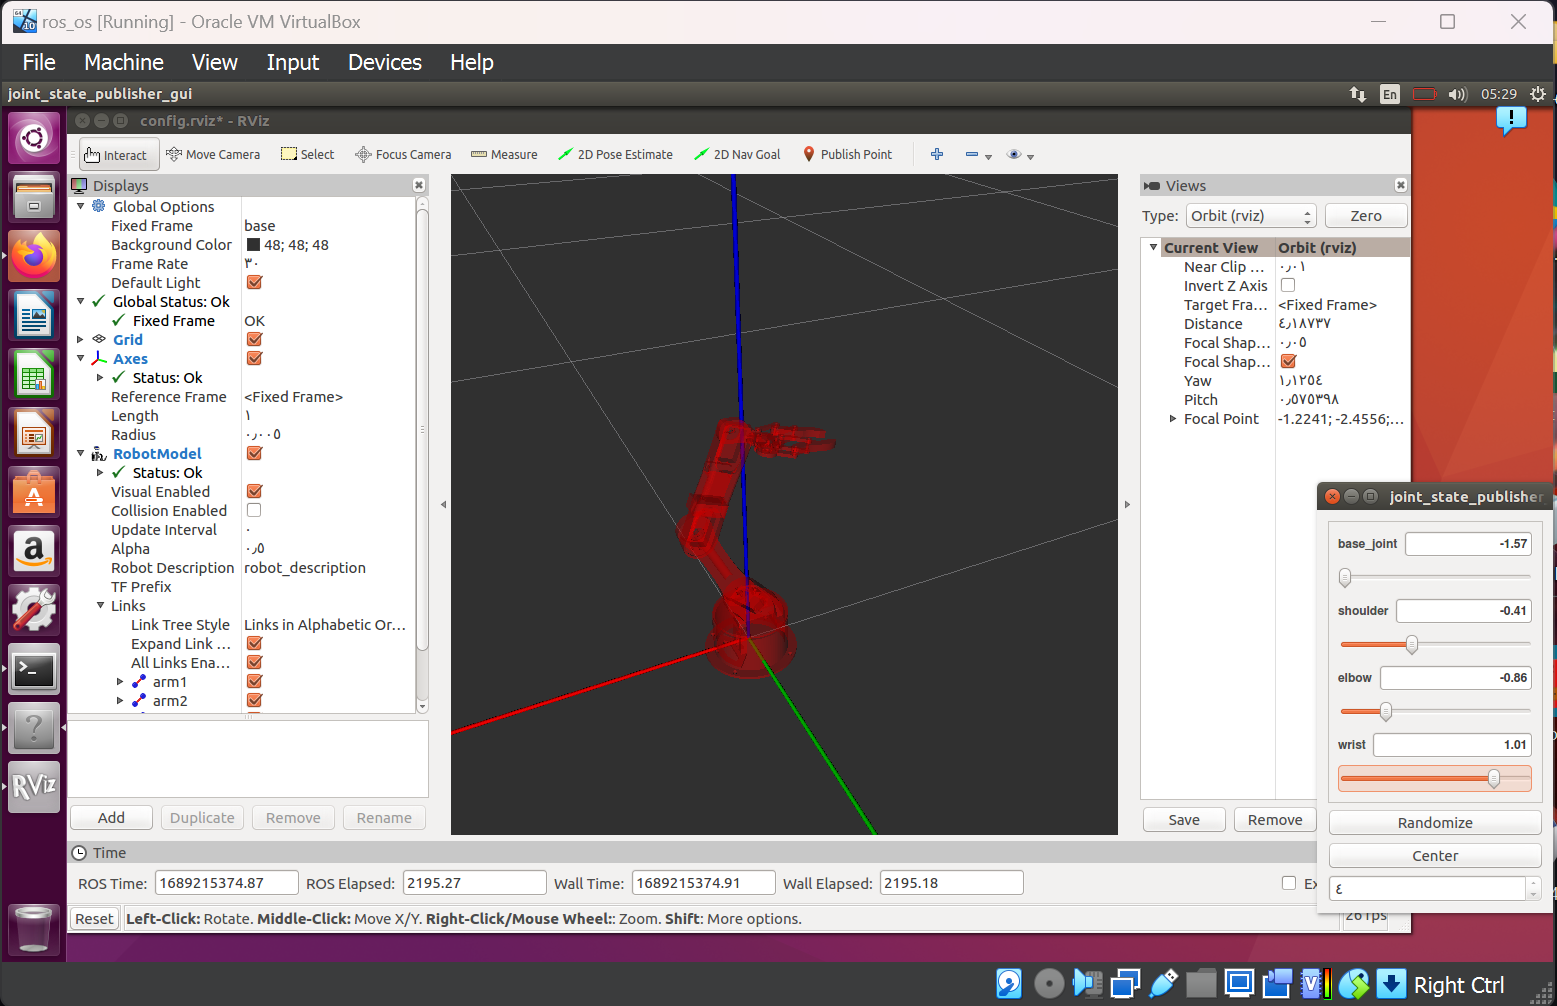 ros_os [Running] - Oracle VM VirtualBox
File Machine View Input Devices Help
joint_state_publisher_gui
En
05:29
config.rviz* - RViz
Interact Move Camera Select Focus Camera Measure 2D Pose Estimate 2D Nav Goal Publish Point
Displays
Global Options
Fixed Frame base
Background Color 48; 48; 48
Frame Rate ٣٠
Default Light
Global Status: Ok
Fixed Frame OK
Grid
Axes
Status: Ok
Reference Frame <Fixed Frame>
Length ١
Radius ٠٫٠٠٥
RobotModel
Status: Ok
Visual Enabled
Collision Enabled
Update Interval ٠
Alpha ٠٫٥
Robot Description robot_description
TF Prefix
Links
Link Tree Style Links in Alphabetic Or...
Expand Link ...
All Links Ena...
arm1
arm2
Add Duplicate Remove Rename
Views
Type: Orbit (rviz) Zero
Current View Orbit (rviz)
Near Clip ... ٠٫٠١
Invert Z Axis
Target Fra... <Fixed Frame>
Distance ٤٫١٨٧٣٧
Focal Shap... ٠٫٠٥
Focal Shap...
Yaw ١٫١٢٥٤
Pitch ٠٫٥٧٥٣٩٨
Focal Point -1.2241; -2.4556;...
Save Remove
joint_state_publisher_
base_joint -1.57
shoulder -0.41
elbow -0.86
wrist 1.01
Randomize
Center
٤
Time
ROS Time: 1689215374.87 ROS Elapsed: 2195.27 Wall Time: 1689215374.91 Wall Elapsed: 2195.18 Ex
Reset Left-Click: Rotate. Middle-Click: Move X/Y. Right-Click/Mouse Wheel:: Zoom. Shift: More options.
26 fps
RViz
Right Ctrl